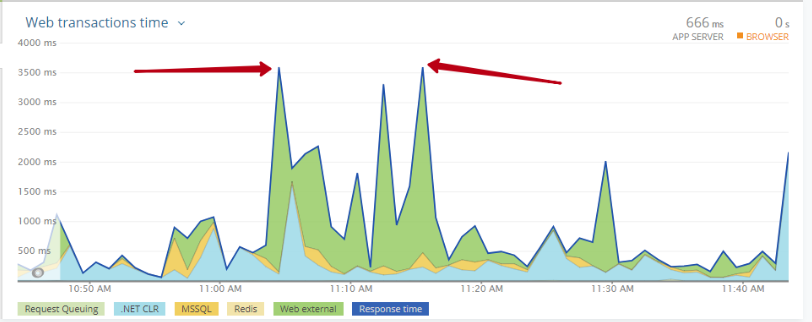 Web transactions time
666 ms
0 s
APP SERVER
BROWSER
4000 ms
3500 ms
3000 ms
2500 ms
2000 ms
1500 ms
1000 ms
500 ms
10:50 AM
11:00 AM
11:10 AM
11:20 AM
11:30 AM
11:40 AM
Request Queuing
.NET CLR
MSSQL
Redis
Web external
Response time